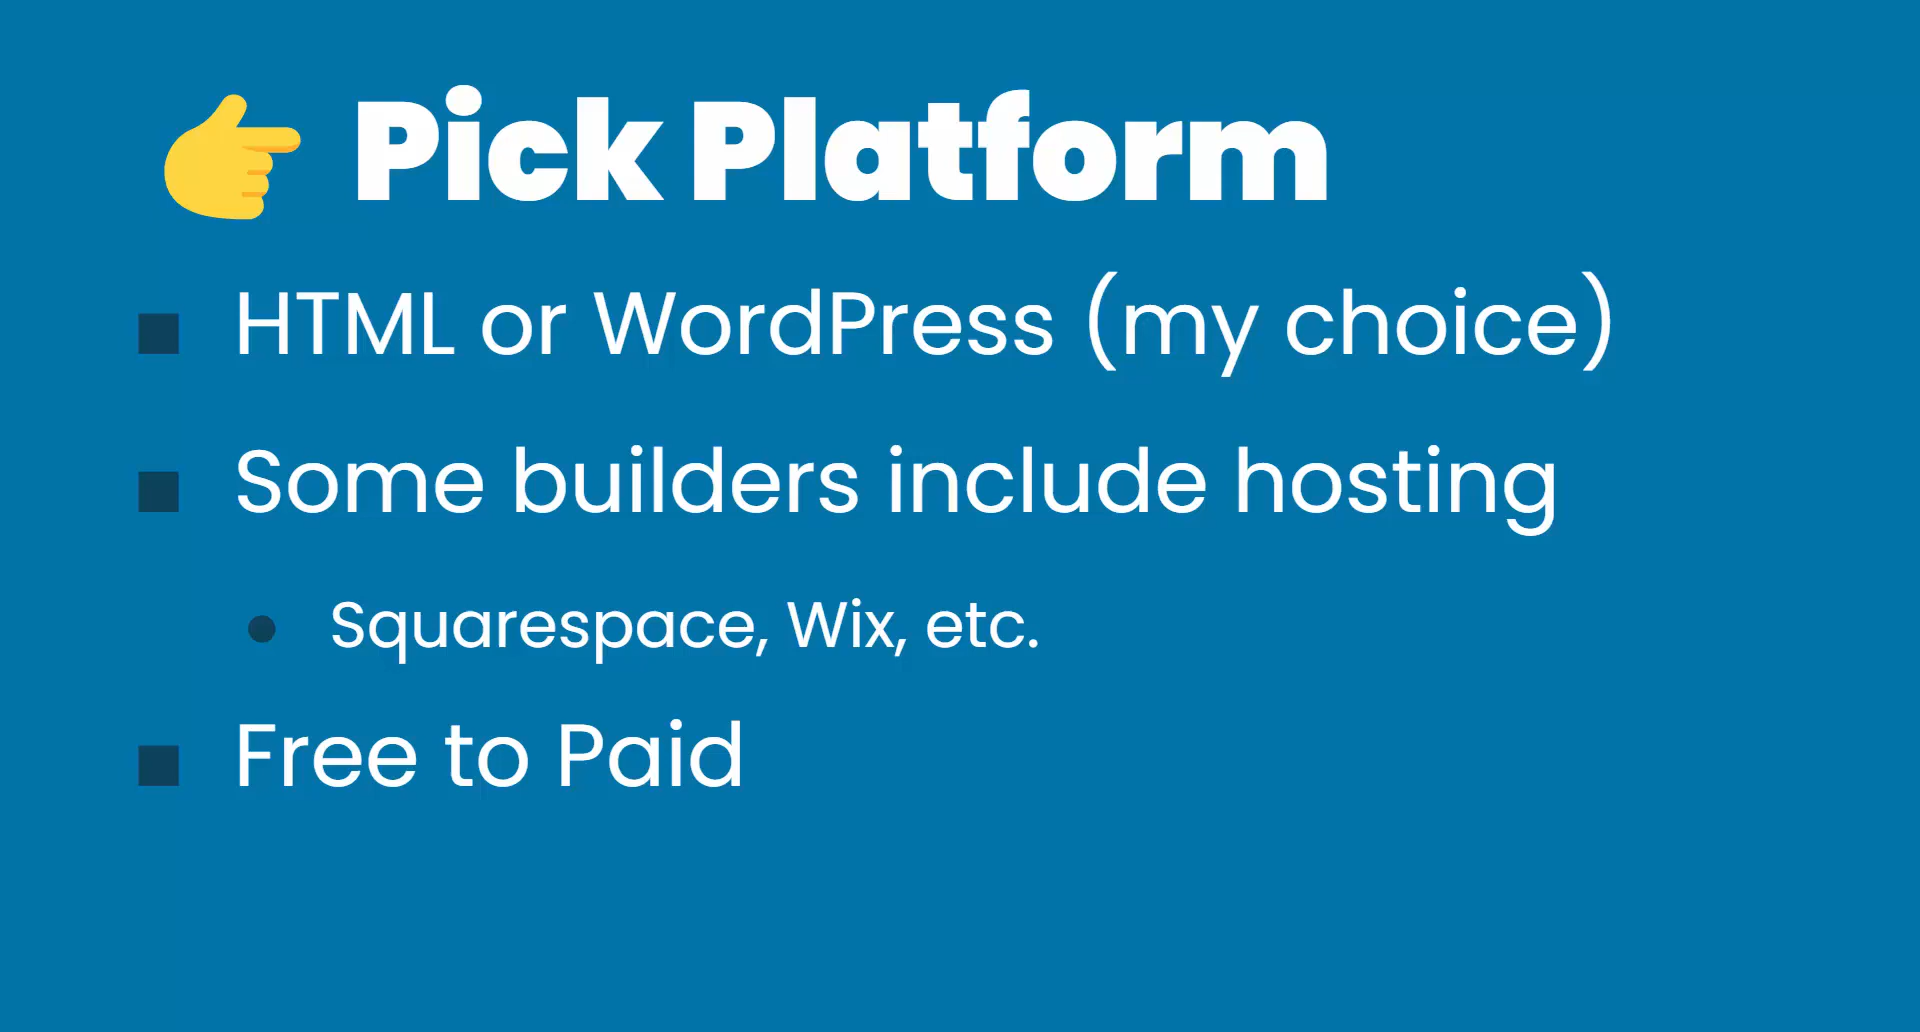 Pick Platform
HTML or WordPress (my choice)
Some builders include hosting
Squarespace, Wix, etc.
Free to Paid